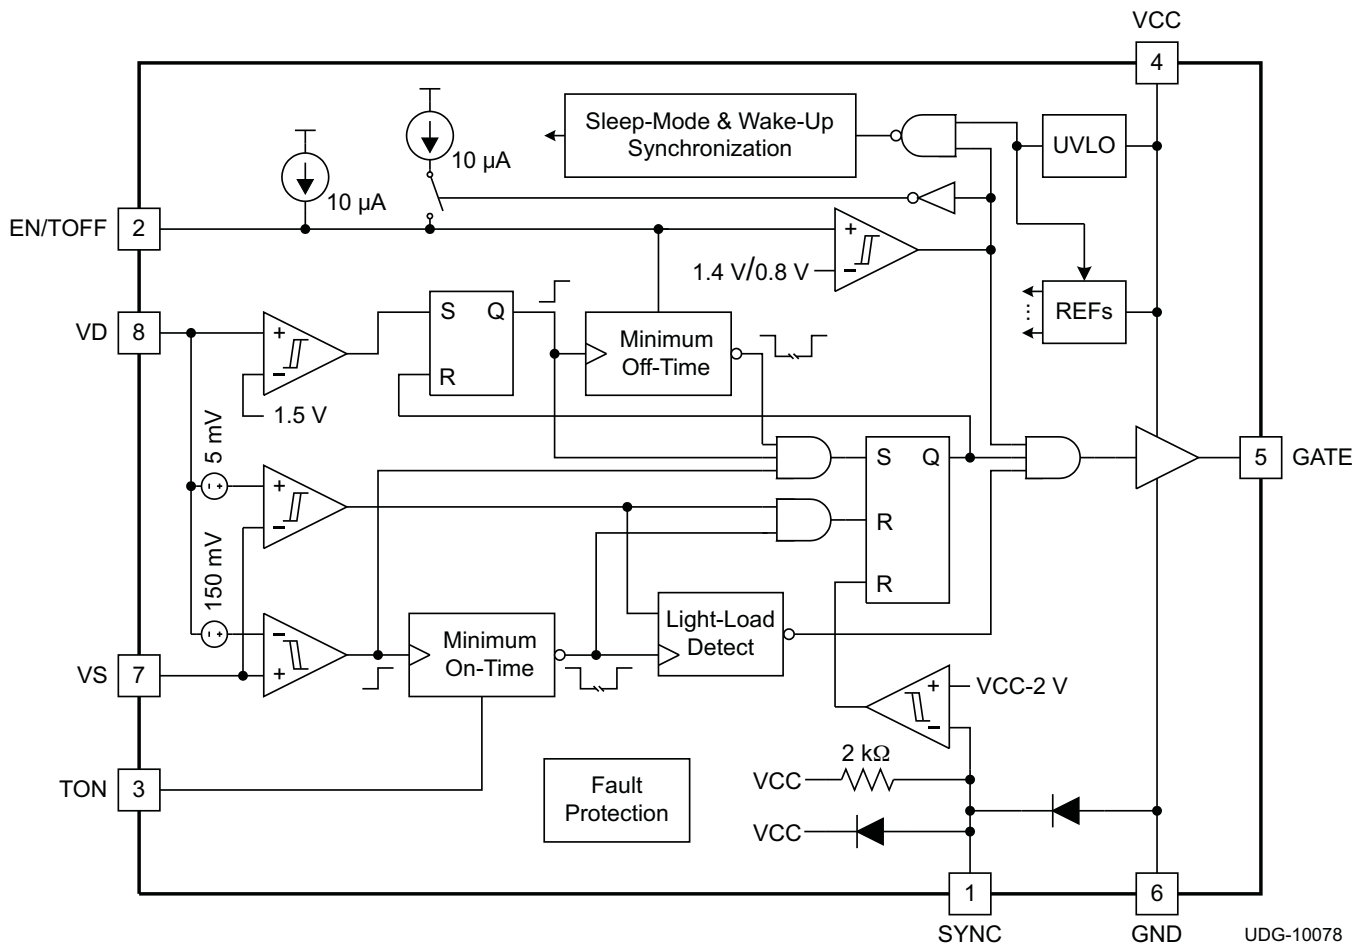 VCC
4
Sleep-Mode & Wake-Up
Synchronization
UVLO
10 µA
10 µA
EN/TOFF
2
+
−
1.4 V/0.8 V
REFs
VD
8
+
−
1.5 V
S
Q
R
Minimum
Off-Time
5 mV
+
−
S
Q
R
R
5
GATE
150 mV
−
+
VS
7
Minimum
On-Time
Light-Load
Detect
+
−
VCC-2 V
TON
3
Fault
Protection
2 kΩ
VCC
VCC
1
SYNC
6
GND
UDG-10078